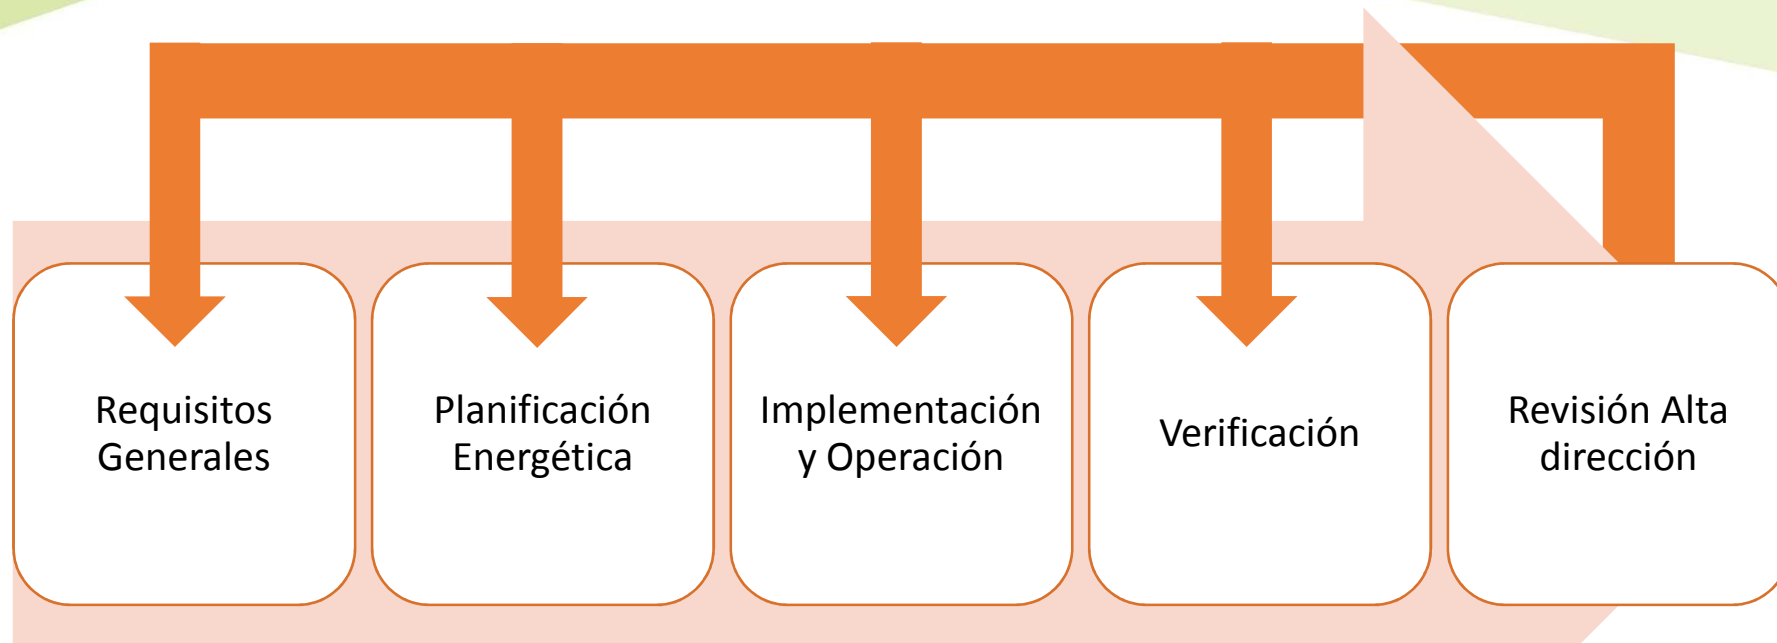 Requisitos
Generales
Planificación
Energética
Implementación
y Operación
Verificación
Revisión Alta
dirección